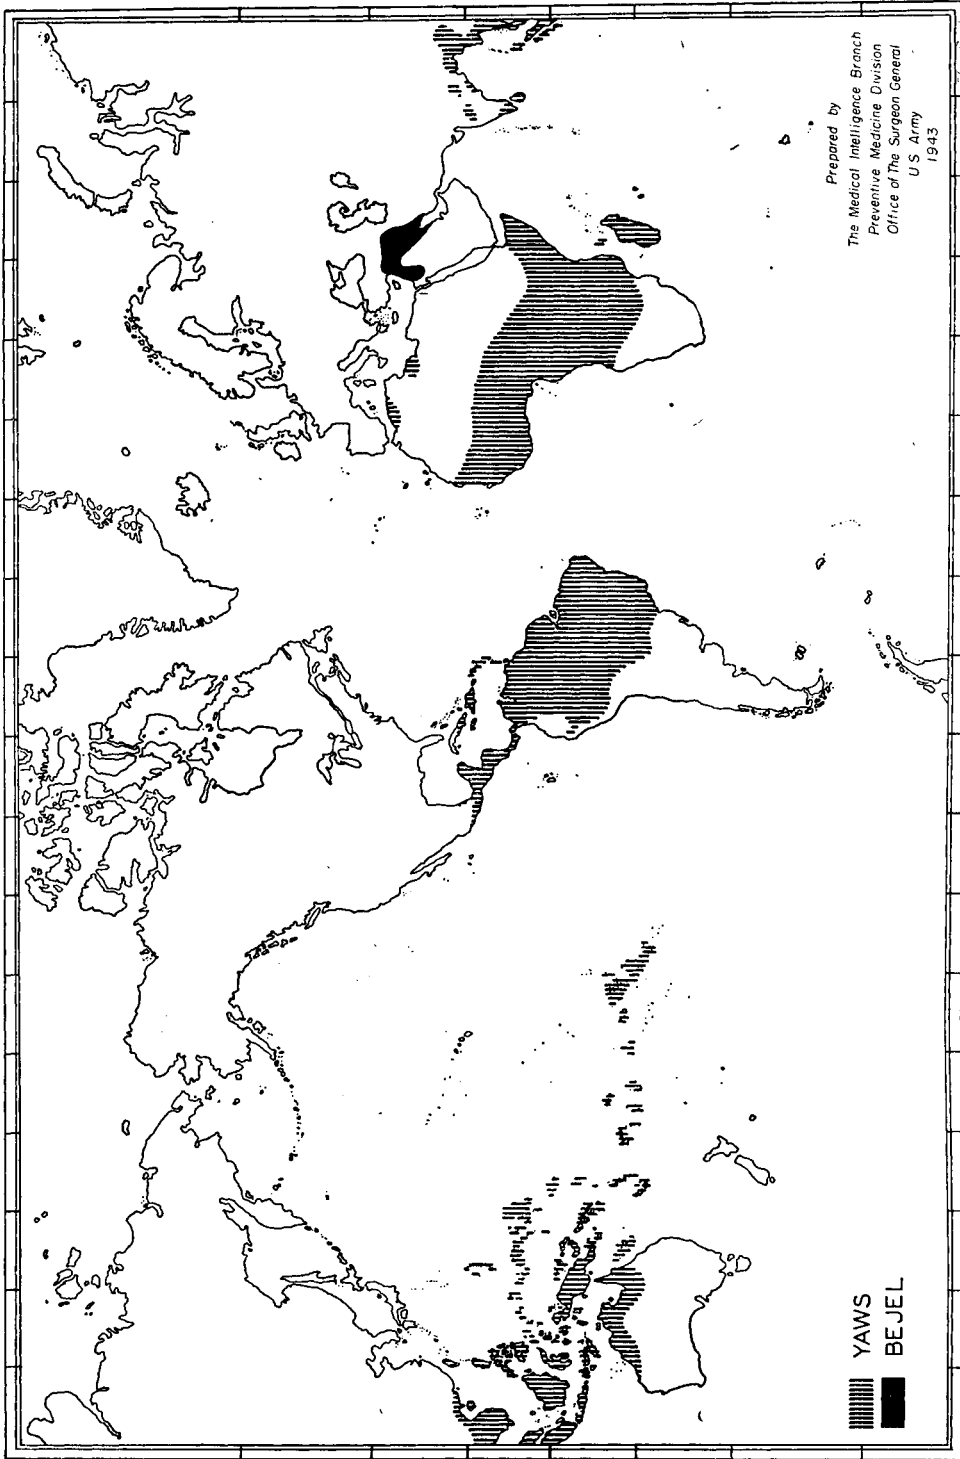 Prepared by
The Medical Intelligence Branch
Preventive Medicine Division
Office of The Surgeon General
US Army
1943
YAWS
BEJEL